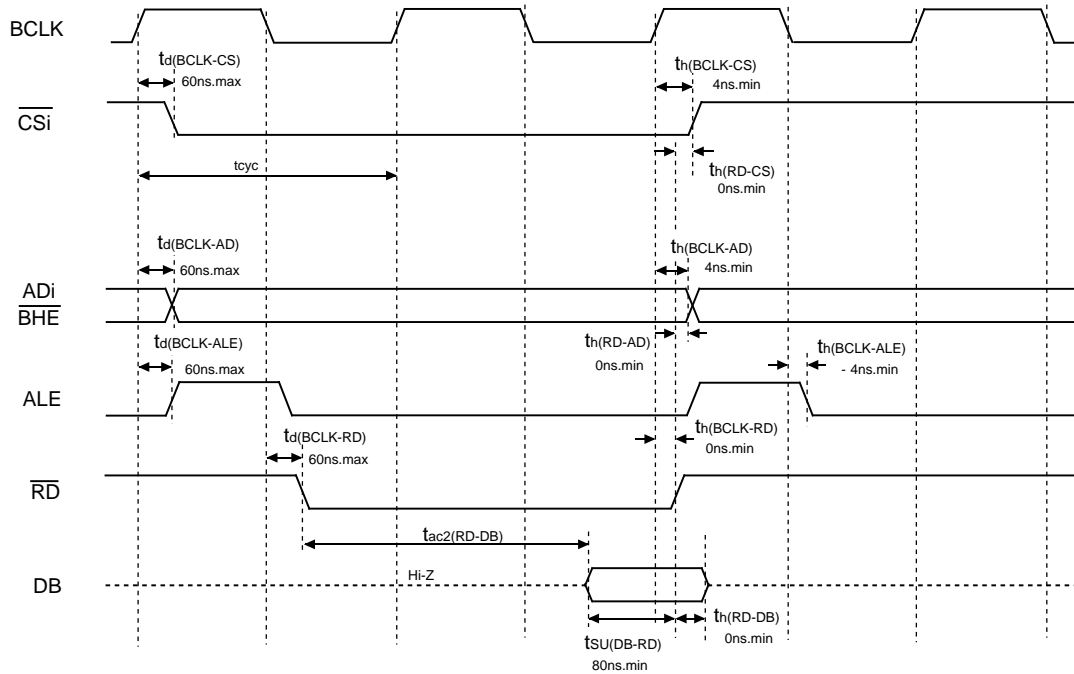 BCLK
td(BCLK-CS)
60ns.max
th(BCLK-CS)
4ns.min
CSi
tcyc
th(RD-CS)
0ns.min
td(BCLK-AD)
60ns.max
th(BCLK-AD)
4ns.min
ADi
BHE
td(BCLK-ALE)
60ns.max
th(RD-AD)
0ns.min
th(BCLK-ALE)
- 4ns.min
ALE
td(BCLK-RD)
60ns.max
th(BCLK-RD)
0ns.min
RD
tac2(RD-DB)
DB
Hi-Z
tSU(DB-RD)
80ns.min
th(RD-DB)
0ns.min